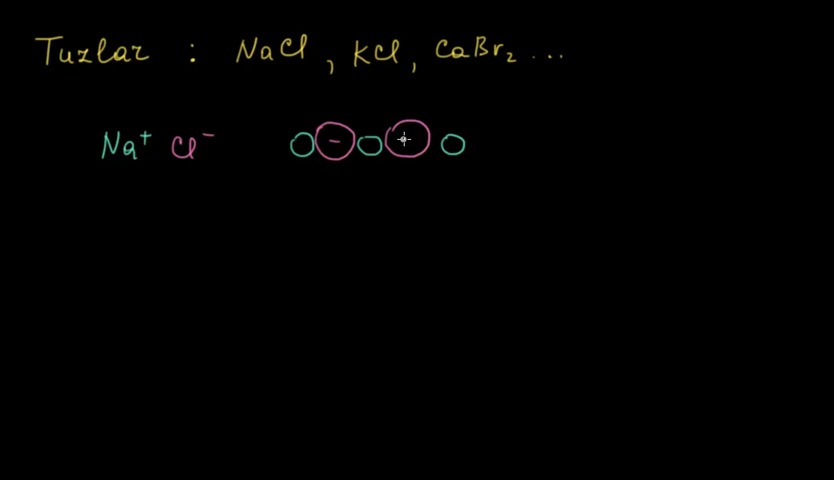 Tuzlar : NaCl, KCl, CaBr₂ ...
Na⁺ Cl⁻ -